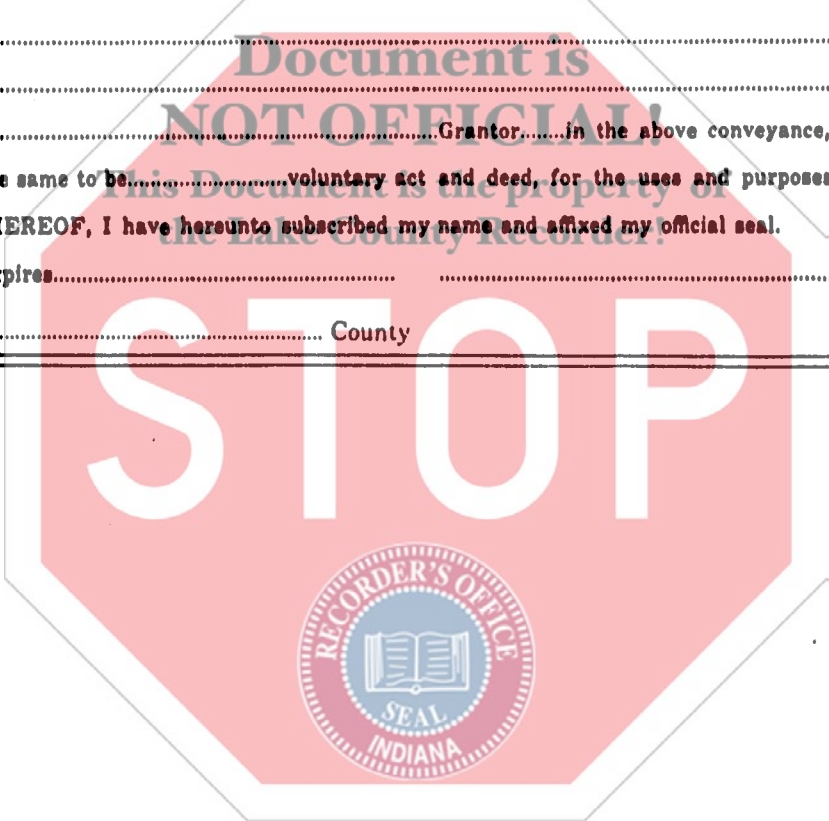 Document is
NOT OFFICIAL!
Grantor in the above conveyance,
This Document is the property of
e same to be voluntary act and deed, for the uses and purposes
the Lake County Recorder!
EREOF, I have hereunto subscribed my name and affixed my official seal.
pires
County
STOP
RECORDER'S OFFICE
SEAL
INDIANA